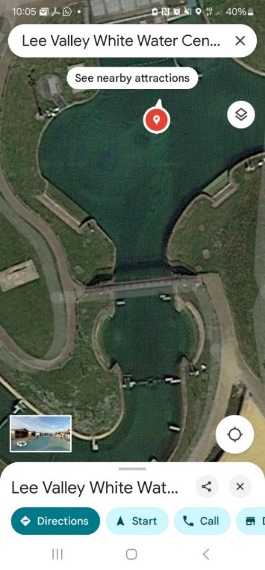 10:05
40%
Lee Valley White Water Cen...
See nearby attractions
Lee Valley White Wat...
Directions
Start
Call